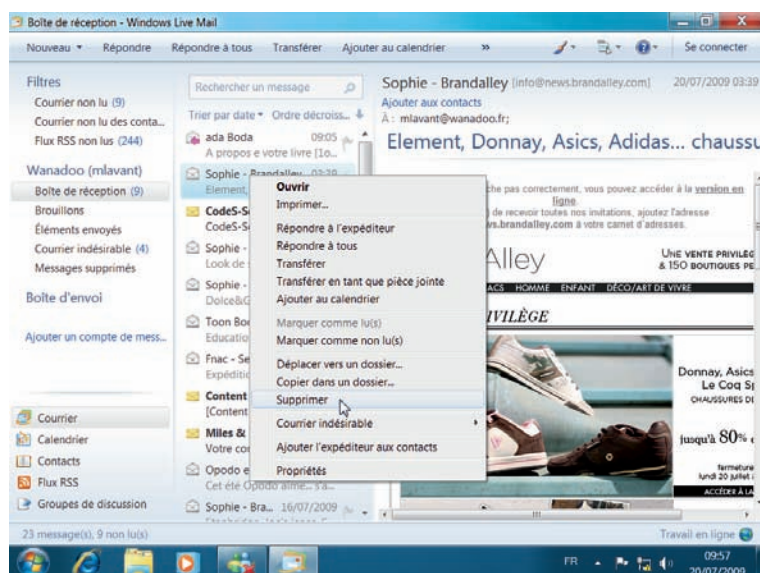 Boîte de réception - Windows Live Mail
Nouveau Répondre Répondre à tous Transférer Ajouter au calendrier » Se connecter
Filtres
Courrier non lu (9)
Courrier non lu des conta...
Flux RSS non lus (244)
Wanadoo (mlavant)
Boîte de réception (9)
Brouillons
Éléments envoyés
Courrier indésirable (4)
Messages supprimés
Boîte d'envoi
Ajouter un compte de mess...
Courrier
Calendrier
Contacts
Flux RSS
Groupes de discussion
Rechercher un message
Trier par date Ordre décroiss...
ada Boda 09:05
A propos e votre livre [1o...
Sophie - Brandalley 03:39
Element,
CodeS-S
CodeS-S
Sophie -
Look de
Sophie -
Dolce&G
Toon Bo
Educatio
Fnac - Se
Expéditi
Content
[Content
Miles &
Votre co
Opodo e
Cet été Opodo aime... s'a...
Sophie - Bra... 16/07/2009
Ouvrir
Imprimer...
Répondre à l'expéditeur
Répondre à tous
Transférer
Transférer en tant que pièce jointe
Ajouter au calendrier
Marquer comme lu(s)
Marquer comme non lu(s)
Déplacer vers un dossier...
Copier dans un dossier...
Supprimer
Courrier indésirable
Ajouter l'expéditeur aux contacts
Propriétés
Sophie - Brandalley [info@news.brandalley.com] 20/07/2009 03:39
Ajouter aux contacts
À : mlavant@wanadoo.fr;
Element, Donnay, Asics, Adidas... chaussu
che pas correctement, vous pouvez accéder à la version en
ligne.
de recevoir toutes nos invitations, ajoutez l'adresse
ws.brandalley.com à votre carnet d'adresses.
Alley
UNE VENTE PRIVILÉG
& 150 BOUTIQUES PE
ACS HOMME ENFANT DÉCO/ART DE VIVRE
IVILÈGE
Donnay, Asics
Le Coq Sp
CHAUSSURES DE
jusqu'à 80%
fermeture
lundi 20 juillet
ACCÉDER À LA
23 message(s), 9 non lu(s)
Travail en ligne
FR 09:57
20/07/2009